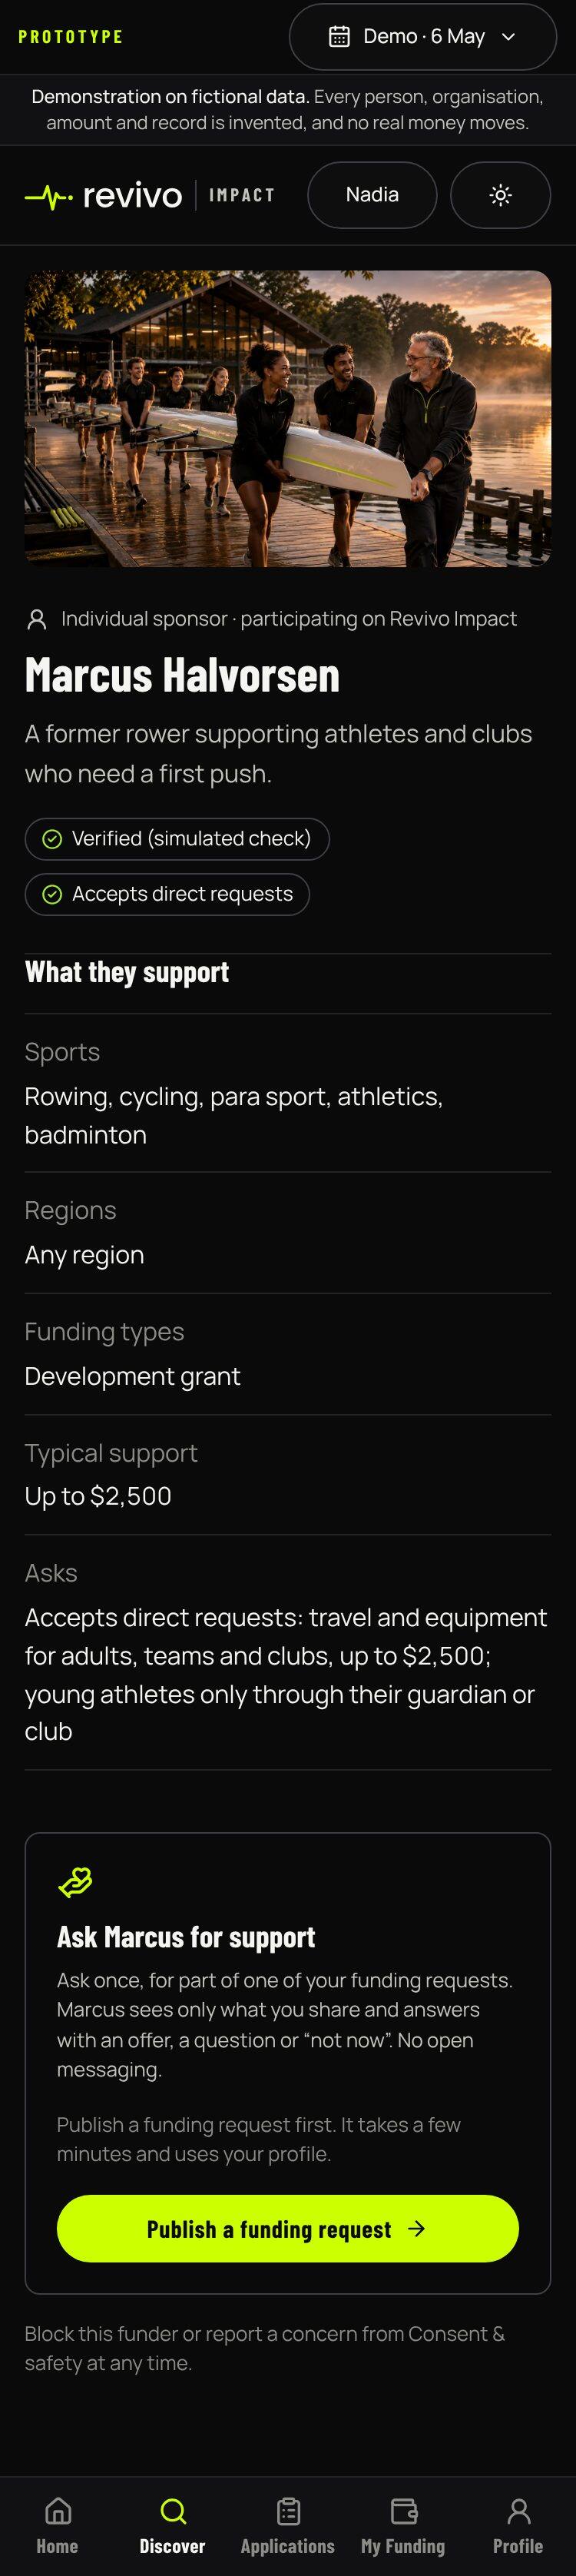 PROTOTYPE
Demo · 6 May
Demonstration on fictional data. Every person, organisation,
amount and record is invented, and no real money moves.
revivo IMPACT
Nadia
Individual sponsor · participating on Revivo Impact
Marcus Halvorsen
A former rower supporting athletes and clubs
who need a first push.
Verified (simulated check)
Accepts direct requests
What they support
Sports
Rowing, cycling, para sport, athletics,
badminton
Regions
Any region
Funding types
Development grant
Typical support
Up to $2,500
Asks
Accepts direct requests: travel and equipment
for adults, teams and clubs, up to $2,500;
young athletes only through their guardian or
club
Ask Marcus for support
Ask once, for part of one of your funding requests.
Marcus sees only what you share and answers
with an offer, a question or “not now”. No open
messaging.
Publish a funding request first. It takes a few
minutes and uses your profile.
Publish a funding request
Block this funder or report a concern from Consent &
safety at any time.
Home
Discover
Applications
My Funding
Profile